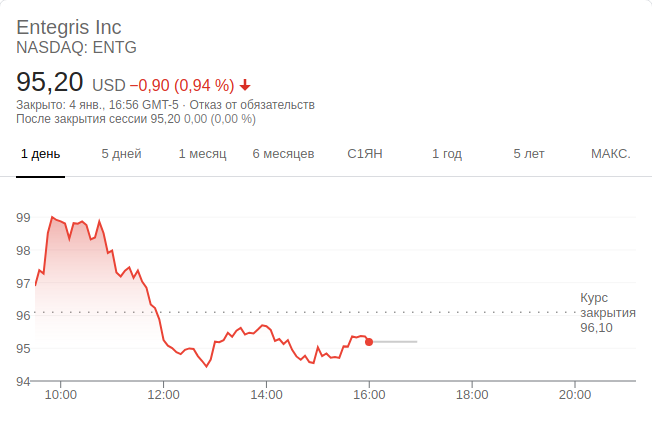 Entegris Inc
NASDAQ: ENTG
95,20 USD −0,90 (0,94 %)
Закрыто: 4 янв., 16:56 GMT-5 · Отказ от обязательств
После закрытия сессии 95,20 0,00 (0,00 %)
1 день 5 дней 1 месяц 6 месяцев С1ЯН 1 год 5 лет МАКС.
99
98
97
96
95
94
Курс
закрытия
96,10
10:00 12:00 14:00 16:00 18:00 20:00